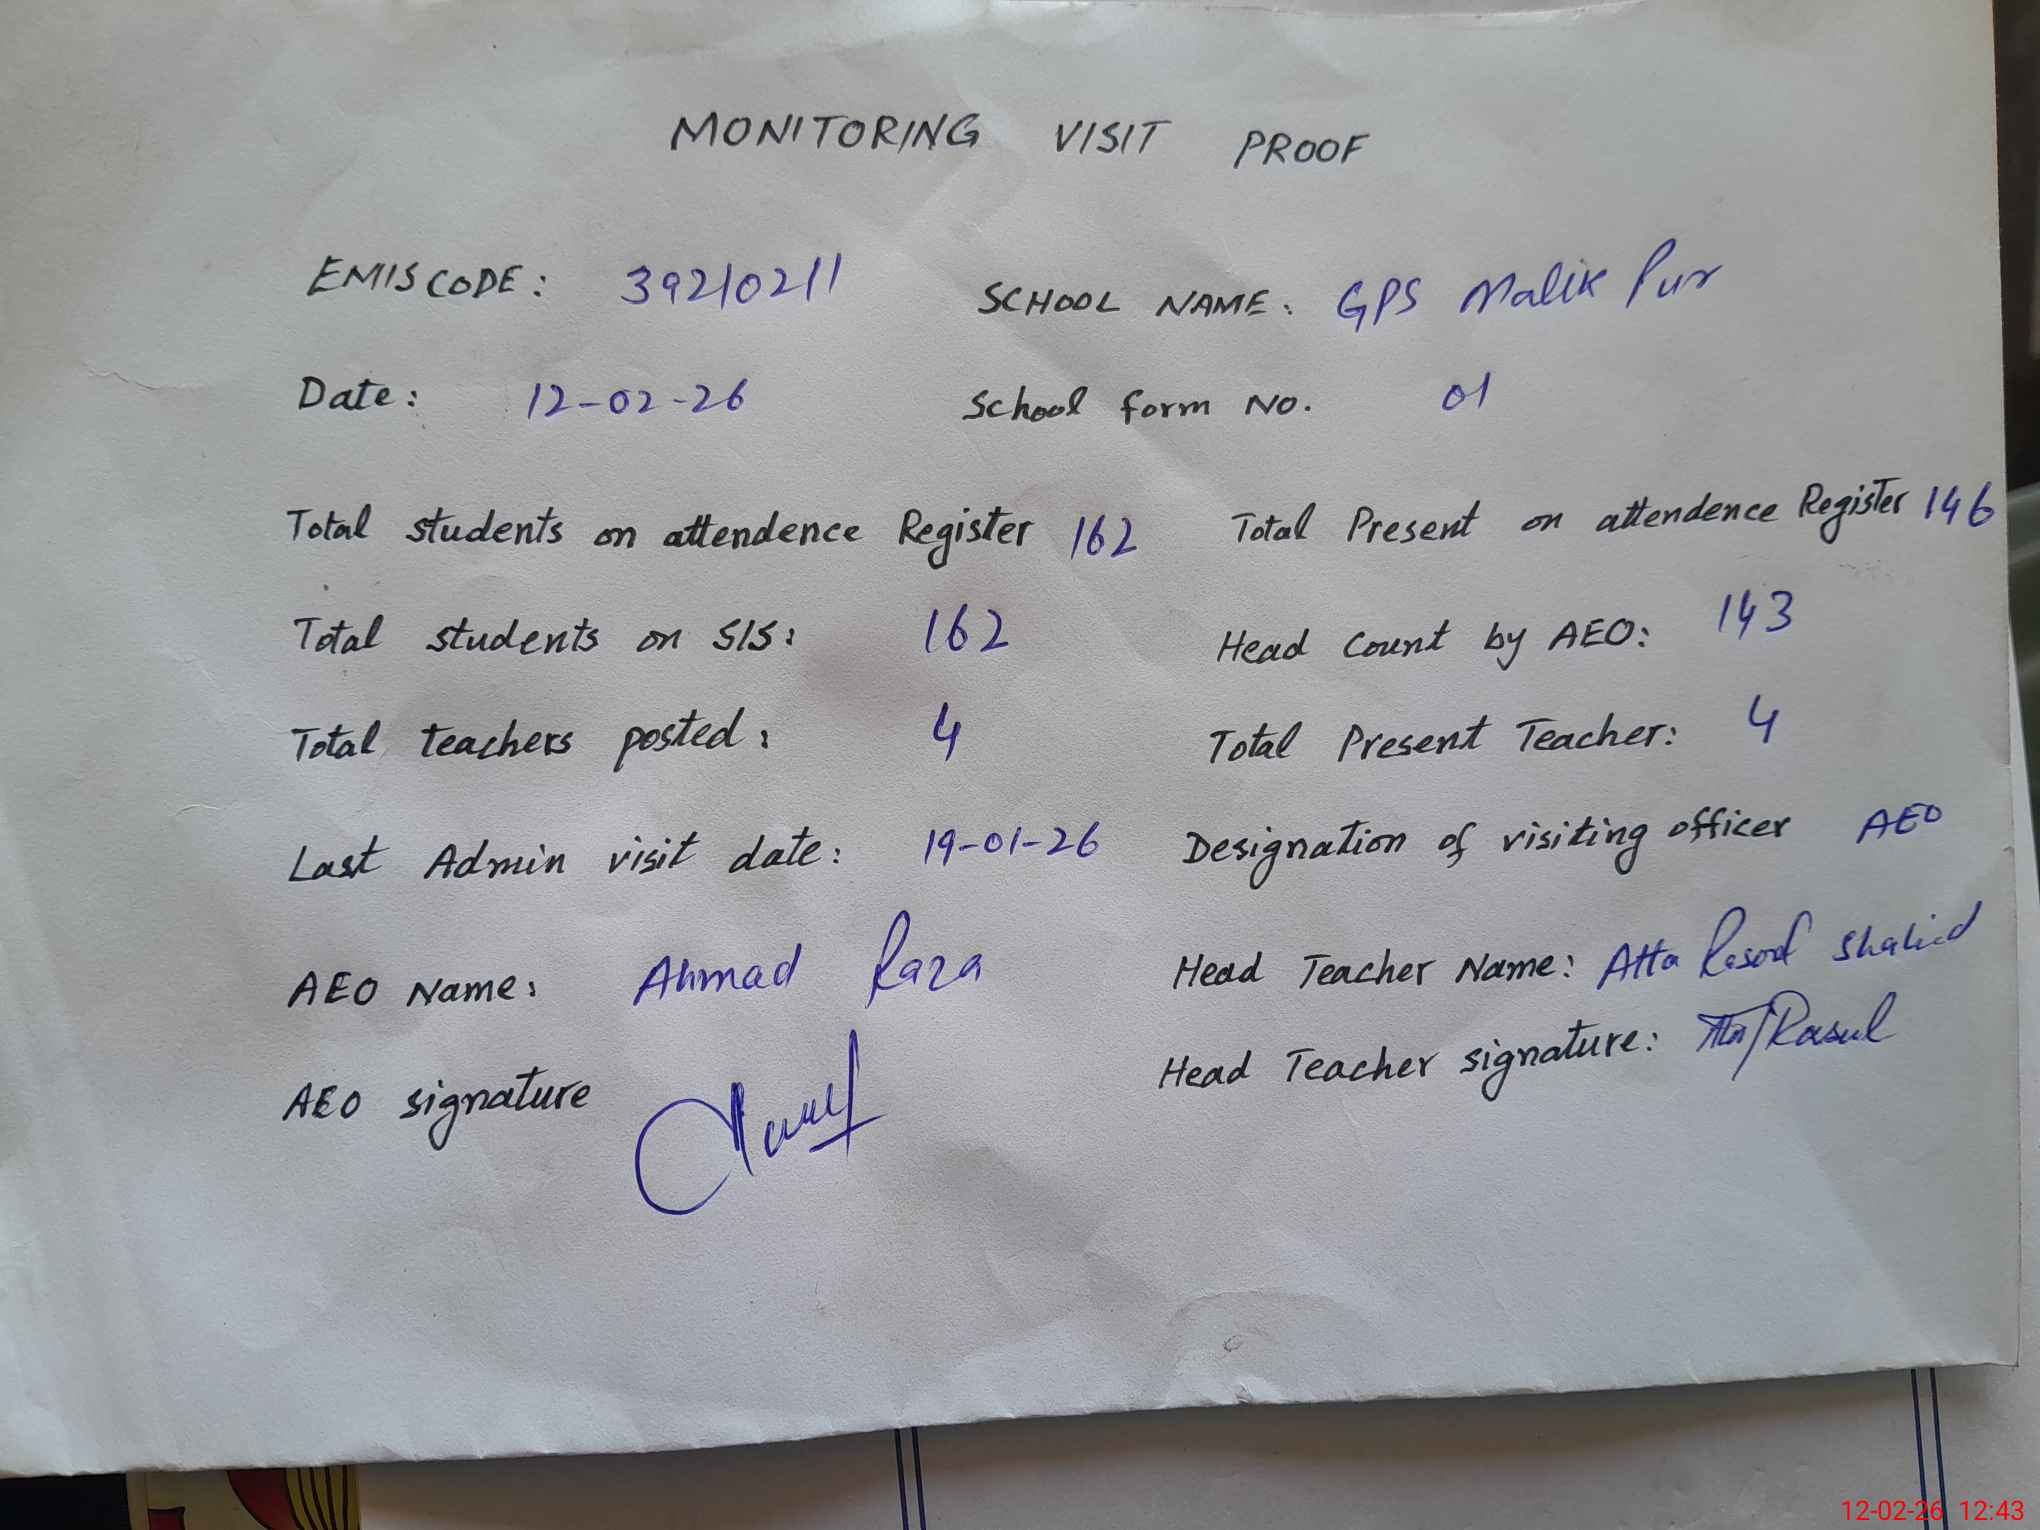 MONITORING VISIT PROOF
EMIS CODE: 39210211 SCHOOL NAME: GPS Malik Pur
Date: 12-02-26 School form No. 01
Total students on attendence Register 162 Total Present on attendence Register 146
Total students on SIS: 162 Head Count by AEO: 143
Total teachers posted: 4 Total Present Teacher: 4
Last Admin visit date: 19-01-26 Designation of visiting officer AEO
AEO Name: Ahmad Raza Head Teacher Name: Atta Rasool Shahid
AEO signature Head Teacher signature: Rasul
12-02-26 12:43